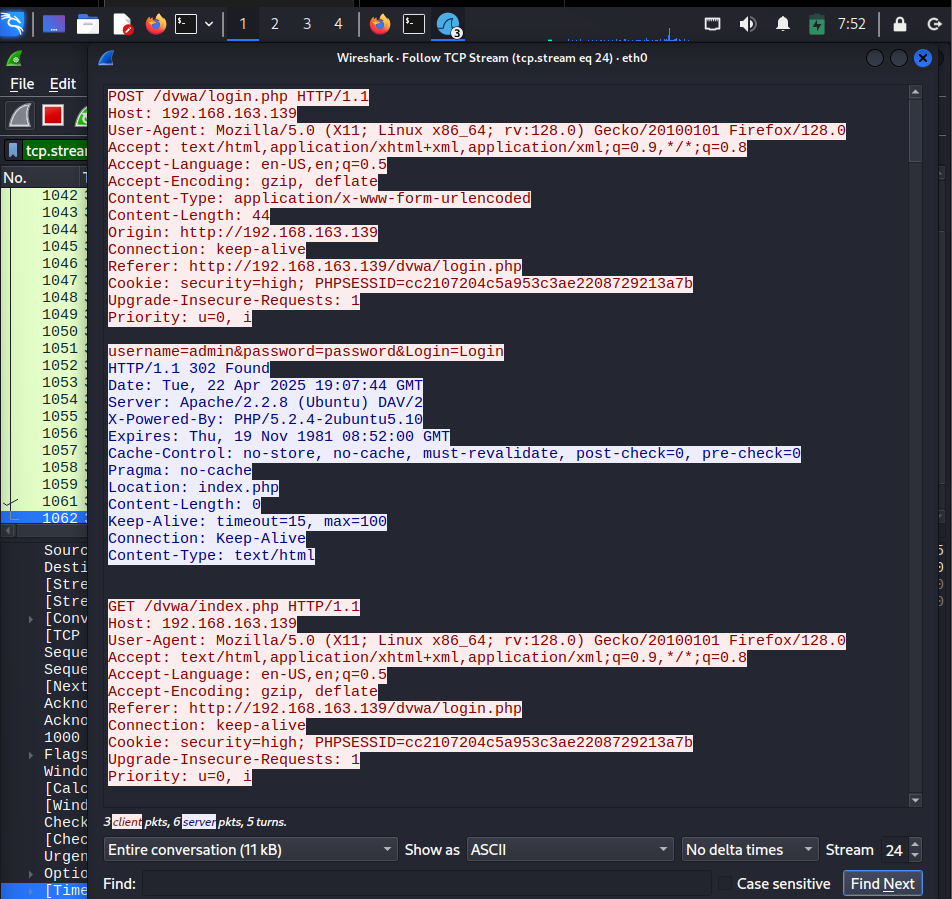 1 2 3 4 3 7:52
Wireshark · Follow TCP Stream (tcp.stream eq 24) · eth0
File Edit
tcp.strea
No.
1042
1043
1044
1045
1046
1047
1048
1049
1050
1051
1052
1053
1054
1055
1056
1057
1058
1059
1061
1062
Sourc
Desti
[Stre
[Stre
[Conv
[TCP
Seque
Seque
[Next
Ackno
Ackno
1000
Flags
Windo
[Calc
[Wind
Check
[Chec
Urgen
Optio
[Time
POST /dvwa/login.php HTTP/1.1
Host: 192.168.163.139
User-Agent: Mozilla/5.0 (X11; Linux x86_64; rv:128.0) Gecko/20100101 Firefox/128.0
Accept: text/html,application/xhtml+xml,application/xml;q=0.9,*/*;q=0.8
Accept-Language: en-US,en;q=0.5
Accept-Encoding: gzip, deflate
Content-Type: application/x-www-form-urlencoded
Content-Length: 44
Origin: http://192.168.163.139
Connection: keep-alive
Referer: http://192.168.163.139/dvwa/login.php
Cookie: security=high; PHPSESSID=cc2107204c5a953c3ae2208729213a7b
Upgrade-Insecure-Requests: 1
Priority: u=0, i
username=admin&password=password&Login=Login
HTTP/1.1 302 Found
Date: Tue, 22 Apr 2025 19:07:44 GMT
Server: Apache/2.2.8 (Ubuntu) DAV/2
X-Powered-By: PHP/5.2.4-2ubuntu5.10
Expires: Thu, 19 Nov 1981 08:52:00 GMT
Cache-Control: no-store, no-cache, must-revalidate, post-check=0, pre-check=0
Pragma: no-cache
Location: index.php
Content-Length: 0
Keep-Alive: timeout=15, max=100
Connection: Keep-Alive
Content-Type: text/html
GET /dvwa/index.php HTTP/1.1
Host: 192.168.163.139
User-Agent: Mozilla/5.0 (X11; Linux x86_64; rv:128.0) Gecko/20100101 Firefox/128.0
Accept: text/html,application/xhtml+xml,application/xml;q=0.9,*/*;q=0.8
Accept-Language: en-US,en;q=0.5
Accept-Encoding: gzip, deflate
Referer: http://192.168.163.139/dvwa/login.php
Connection: keep-alive
Cookie: security=high; PHPSESSID=cc2107204c5a953c3ae2208729213a7b
Upgrade-Insecure-Requests: 1
Priority: u=0, i
3 client pkts, 6 server pkts, 5 turns.
Entire conversation (11 kB) Show as ASCII No delta times Stream 24
Find: Case sensitive Find Next